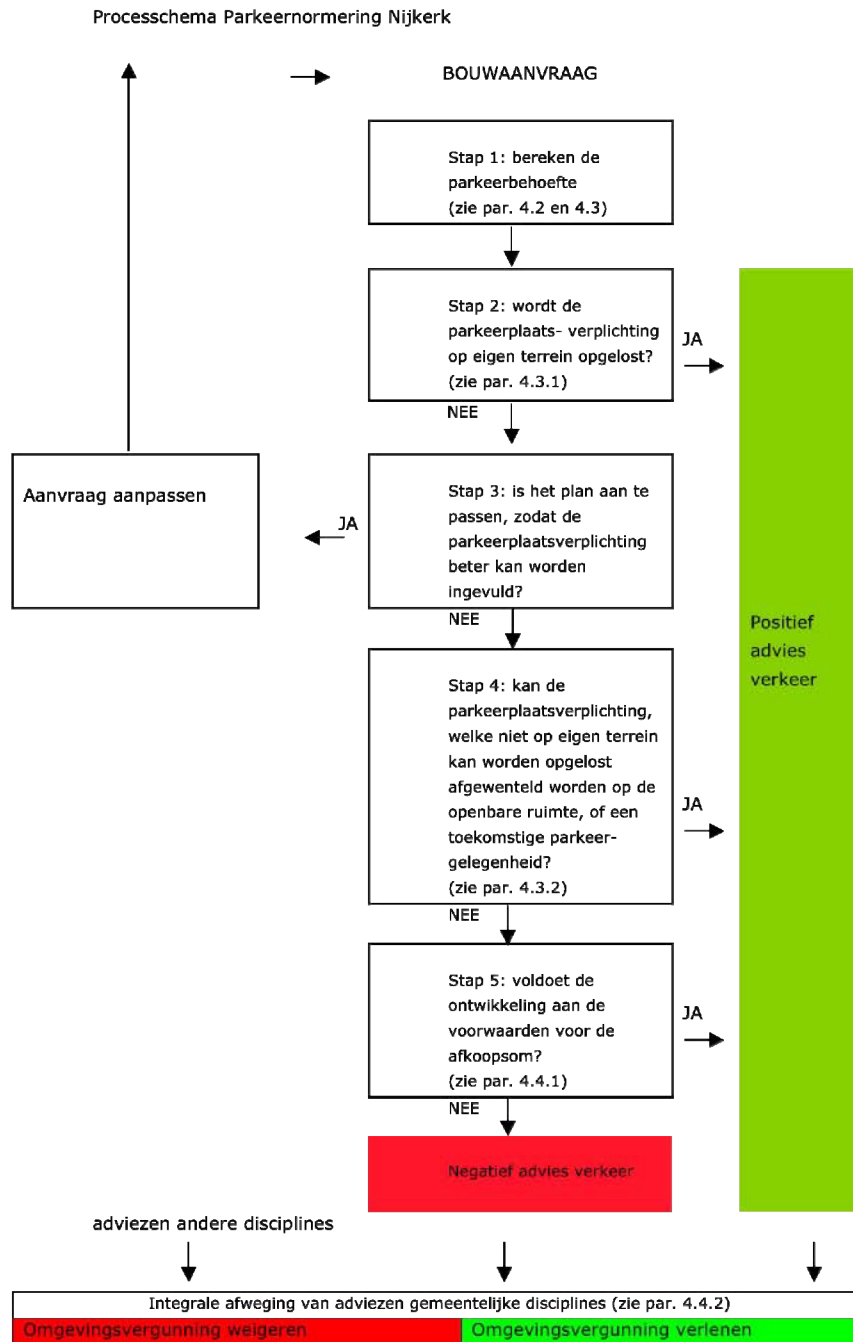 Processchema Parkeernormering Nijkerk
BOUWAANVRAAG
Stap 1: bereken de
parkeerbehoefte
(zie par. 4.2 en 4.3)
Stap 2: wordt de
parkeerplaats- verplichting
op eigen terrein opgelost?
(zie par. 4.3.1)
JA
NEE
Aanvraag aanpassen
JA
Stap 3: is het plan aan te
passen, zodat de
parkeerplaatsverplichting
beter kan worden
ingevuld?
NEE
Positief
advies
verkeer
Stap 4: kan de
parkeerplaatsverplichting,
welke niet op eigen terrein
kan worden opgelost
afgewenteld worden op de
openbare ruimte, of een
toekomstige parkeer-
gelegenheid?
(zie par. 4.3.2)
JA
NEE
Stap 5: voldoet de
ontwikkeling aan de
voorwaarden voor de
afkoopsom?
(zie par. 4.4.1)
JA
NEE
Negatief advies verkeer
adviezen andere disciplines
Integrale afweging van adviezen gemeentelijke disciplines (zie par. 4.4.2)
Omgevingsvergunning weigeren
Omgevingsvergunning verlenen